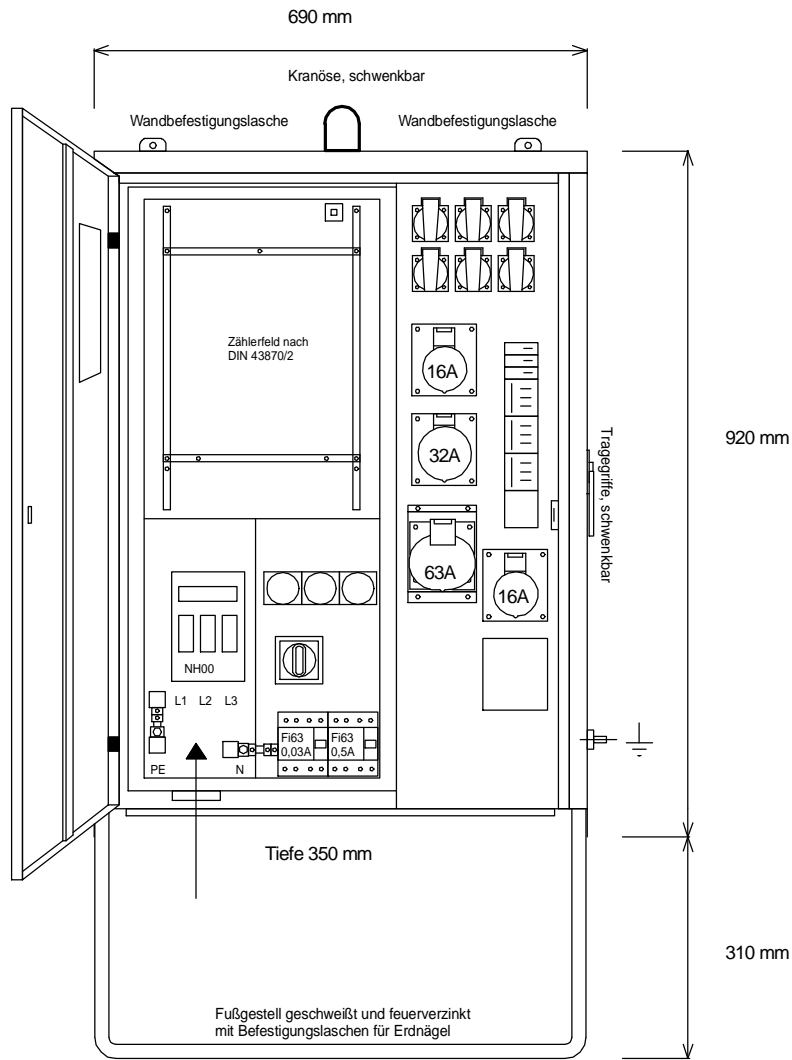 690 mm
Kranöse, schwenkbar
Wandbefestigungslasche
Wandbefestigungslasche
Zählerfeld nach
DIN 43870/2
16A
32A
920 mm
Tragegriffe, schwenkbar
63A
16A
NH00
L1 L2 L3
Fi63
0,03A
Fi63
0,5A
PE
N
Tiefe 350 mm
310 mm
Fußgestell geschweißt und feuerverzinkt
mit Befestigungslaschen für Erdnägel